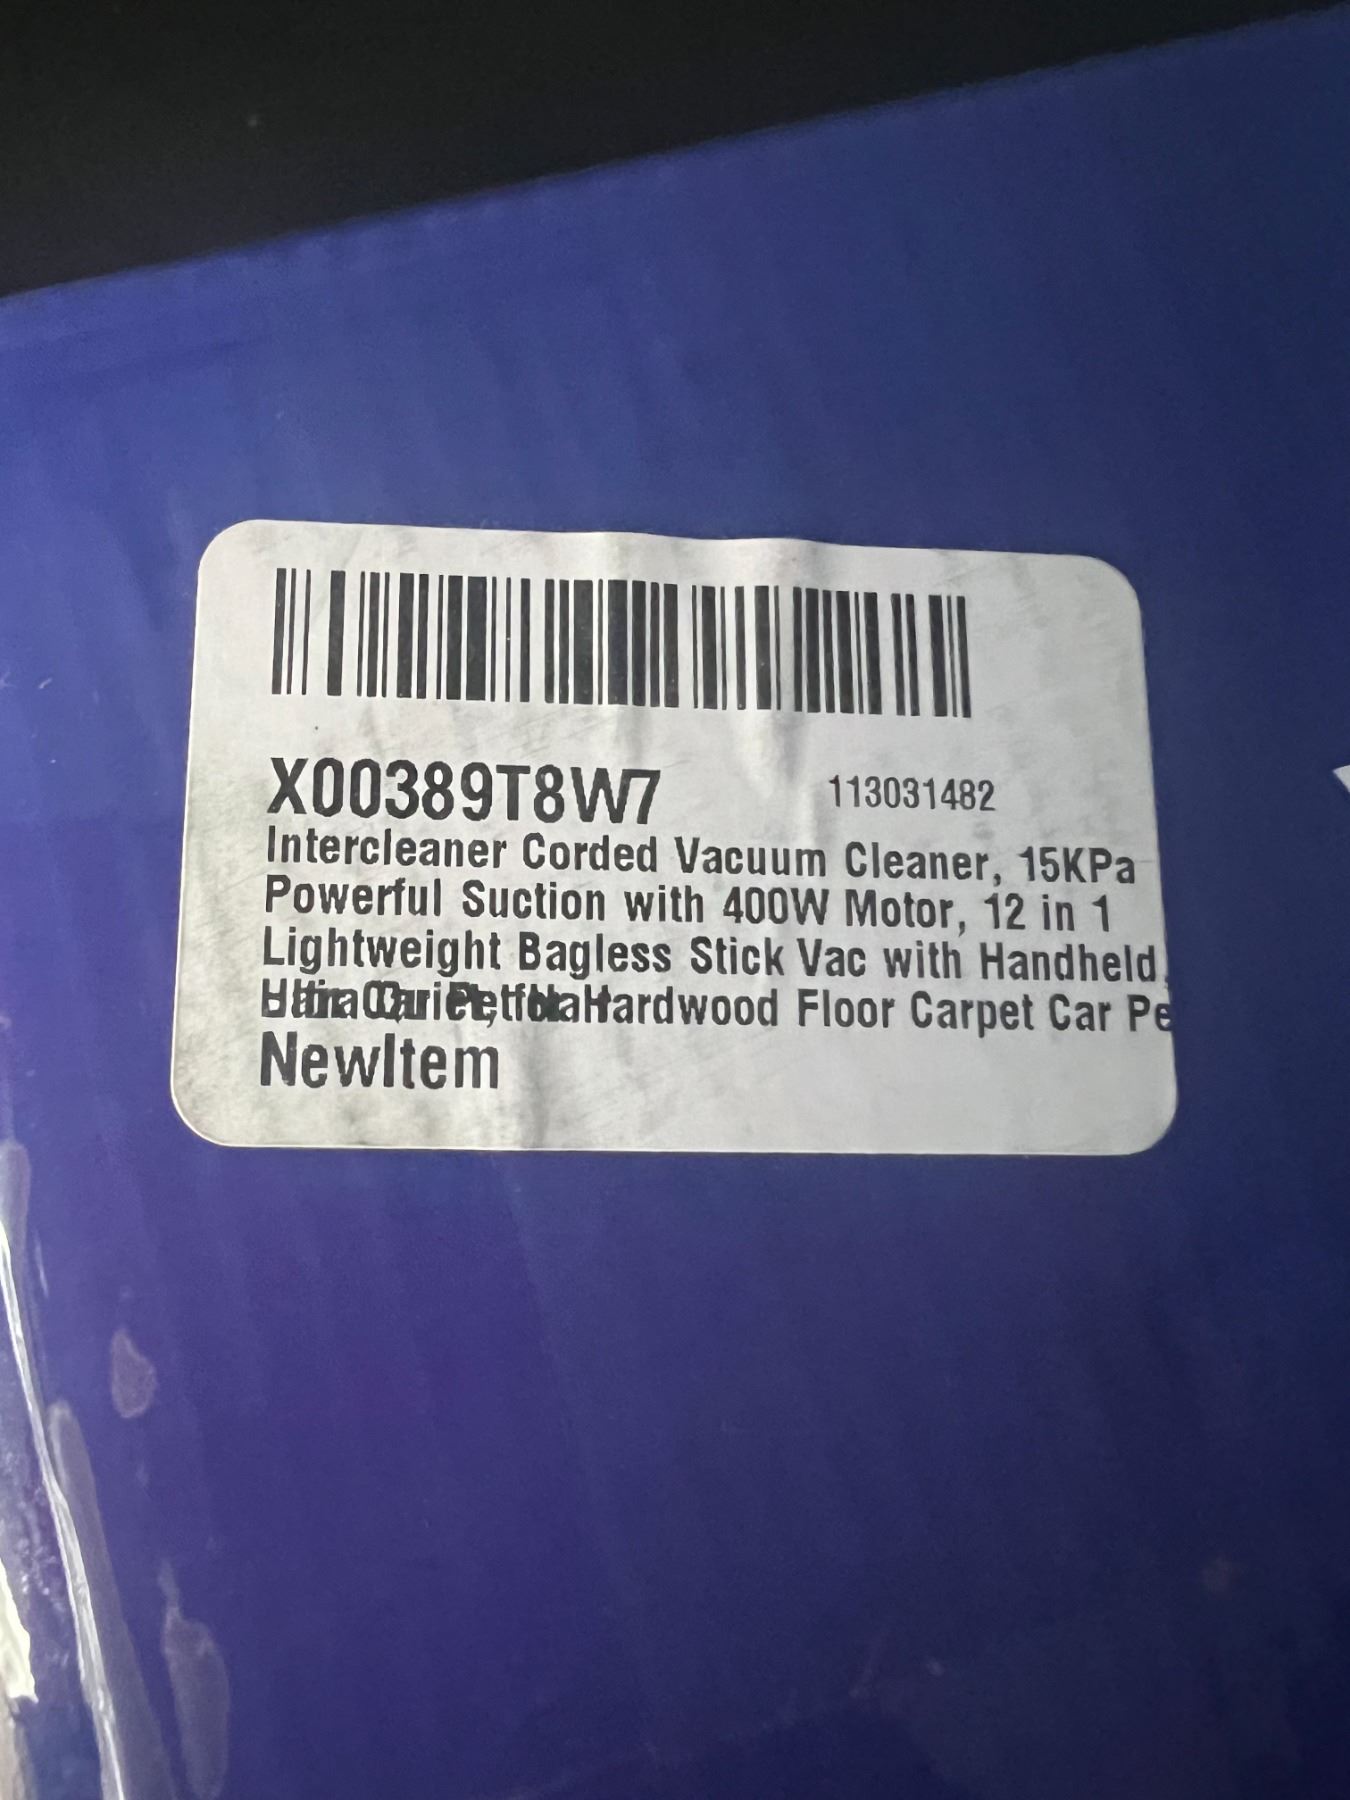 X00389T8W7 113031482
Intercleaner Corded Vacuum Cleaner, 15KPa
Powerful Suction with 400W Motor, 12 in 1
Lightweight Bagless Stick Vac with Handheld,
Hardwood Floor Carpet Car Pe
NewItem